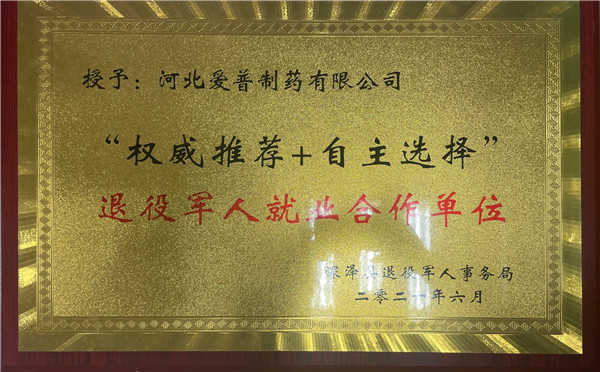 授予：河北爱普制药有限公司
“权威推荐+自主选择”
退役军人就业合作单位
深泽县退役军人事务局
二零二一年六月